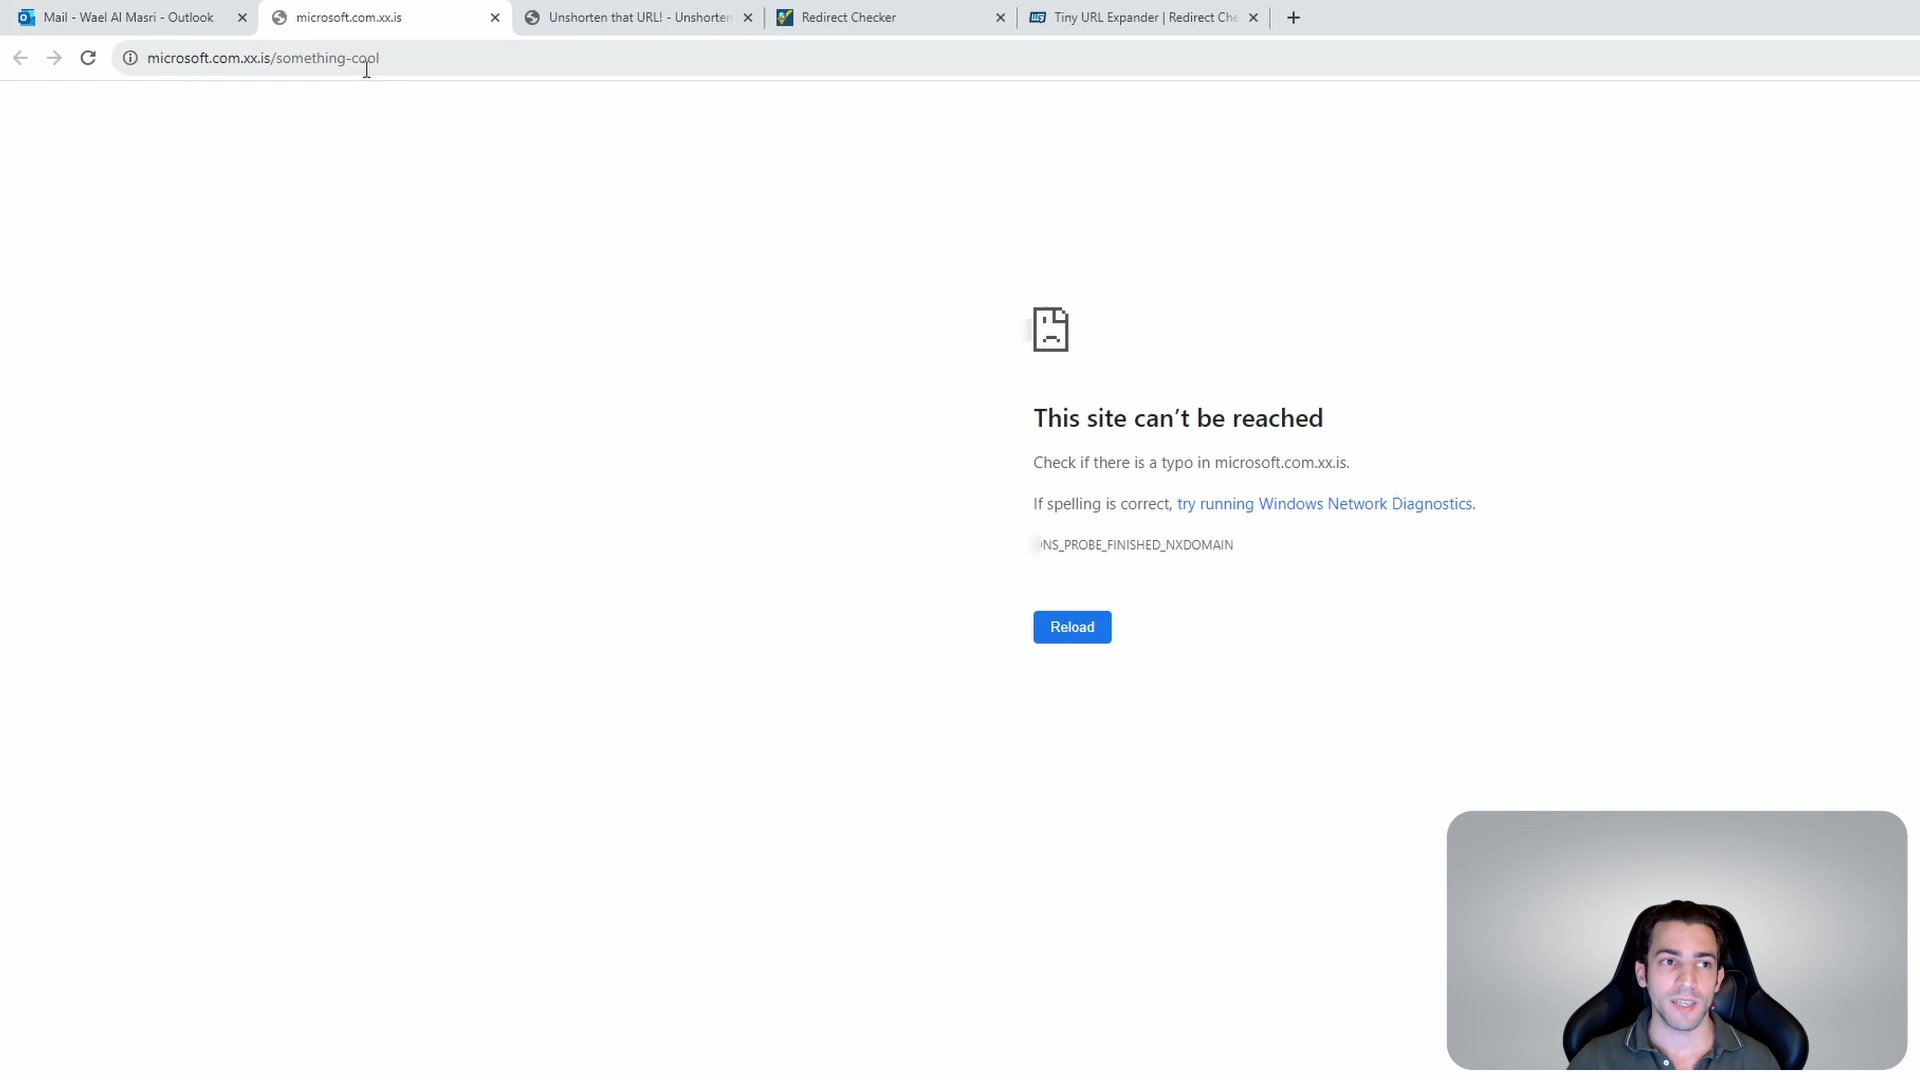 Mail - Wael Al Masri - Outlook
microsoft.com.xx.is
Unshorten that URL! - Unshorten
Redirect Checker
Tiny URL Expander | Redirect Che
microsoft.com.xx.is/something-cool
This site can't be reached
Check if there is a typo in microsoft.com.xx.is.
If spelling is correct, try running Windows Network Diagnostics.
NS_PROBE_FINISHED_NXDOMAIN
Reload